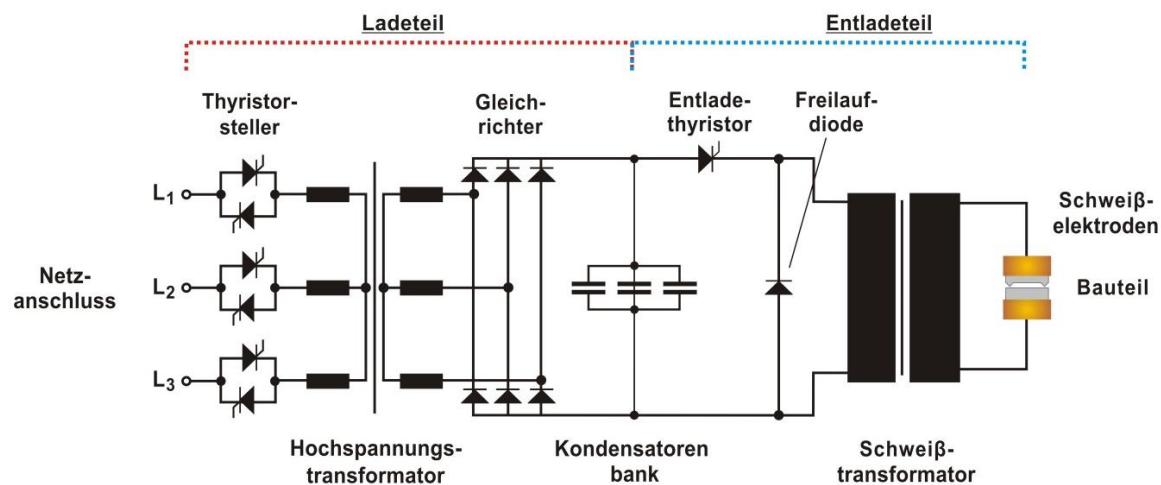 Ladeteil
Entladeteil
Thyristor-
steller
Gleich-
richter
Entlade-
thyristor
Freilauf-
diode
L1
L2
L3
Netz-
anschluss
Schweiß-
elektroden
Bauteil
Hochspannungs-
transformator
Kondensatoren
bank
Schweiß-
transformator